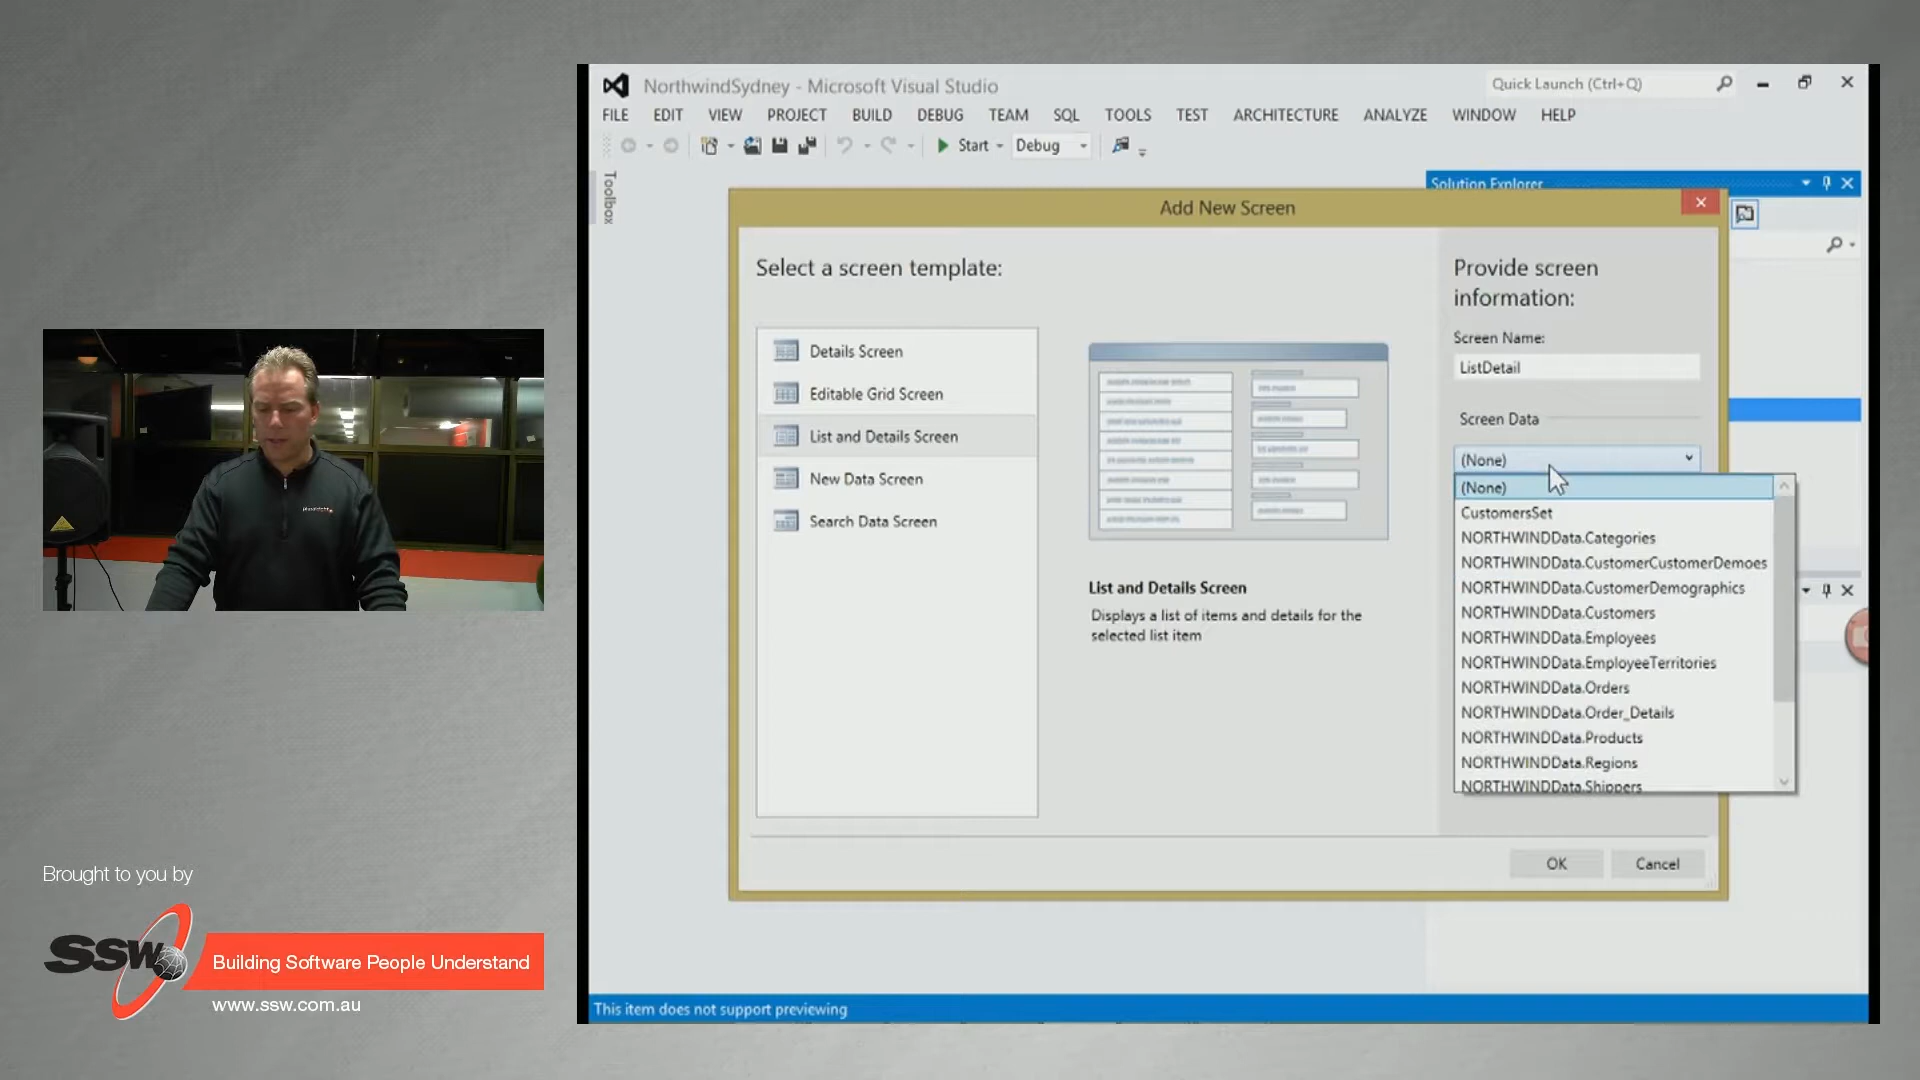 NorthwindSydney - Microsoft Visual Studio
Quick Launch (Ctrl+Q)
FILE EDIT VIEW PROJECT BUILD DEBUG TEAM SQL TOOLS TEST ARCHITECTURE ANALYZE WINDOW HELP
Start
Debug
Toolbox
Solution Explorer
Add New Screen
Select a screen template:
Details Screen
Editable Grid Screen
List and Details Screen
New Data Screen
Search Data Screen
List and Details Screen
Displays a list of items and details for the
selected list item
Provide screen
information:
Screen Name:
ListDetail
Screen Data
(None)
(None)
CustomersSet
NORTHWINDData.Categories
NORTHWINDData.CustomerCustomerDemoes
NORTHWINDData.CustomerDemographics
NORTHWINDData.Customers
NORTHWINDData.Employees
NORTHWINDData.EmployeeTerritories
NORTHWINDData.Orders
NORTHWINDData.Order_Details
NORTHWINDData.Products
NORTHWINDData.Regions
NORTHWINDData.Shippers
OK
Cancel
This item does not support previewing
Brought to you by
SSW
Building Software People Understand
www.ssw.com.au